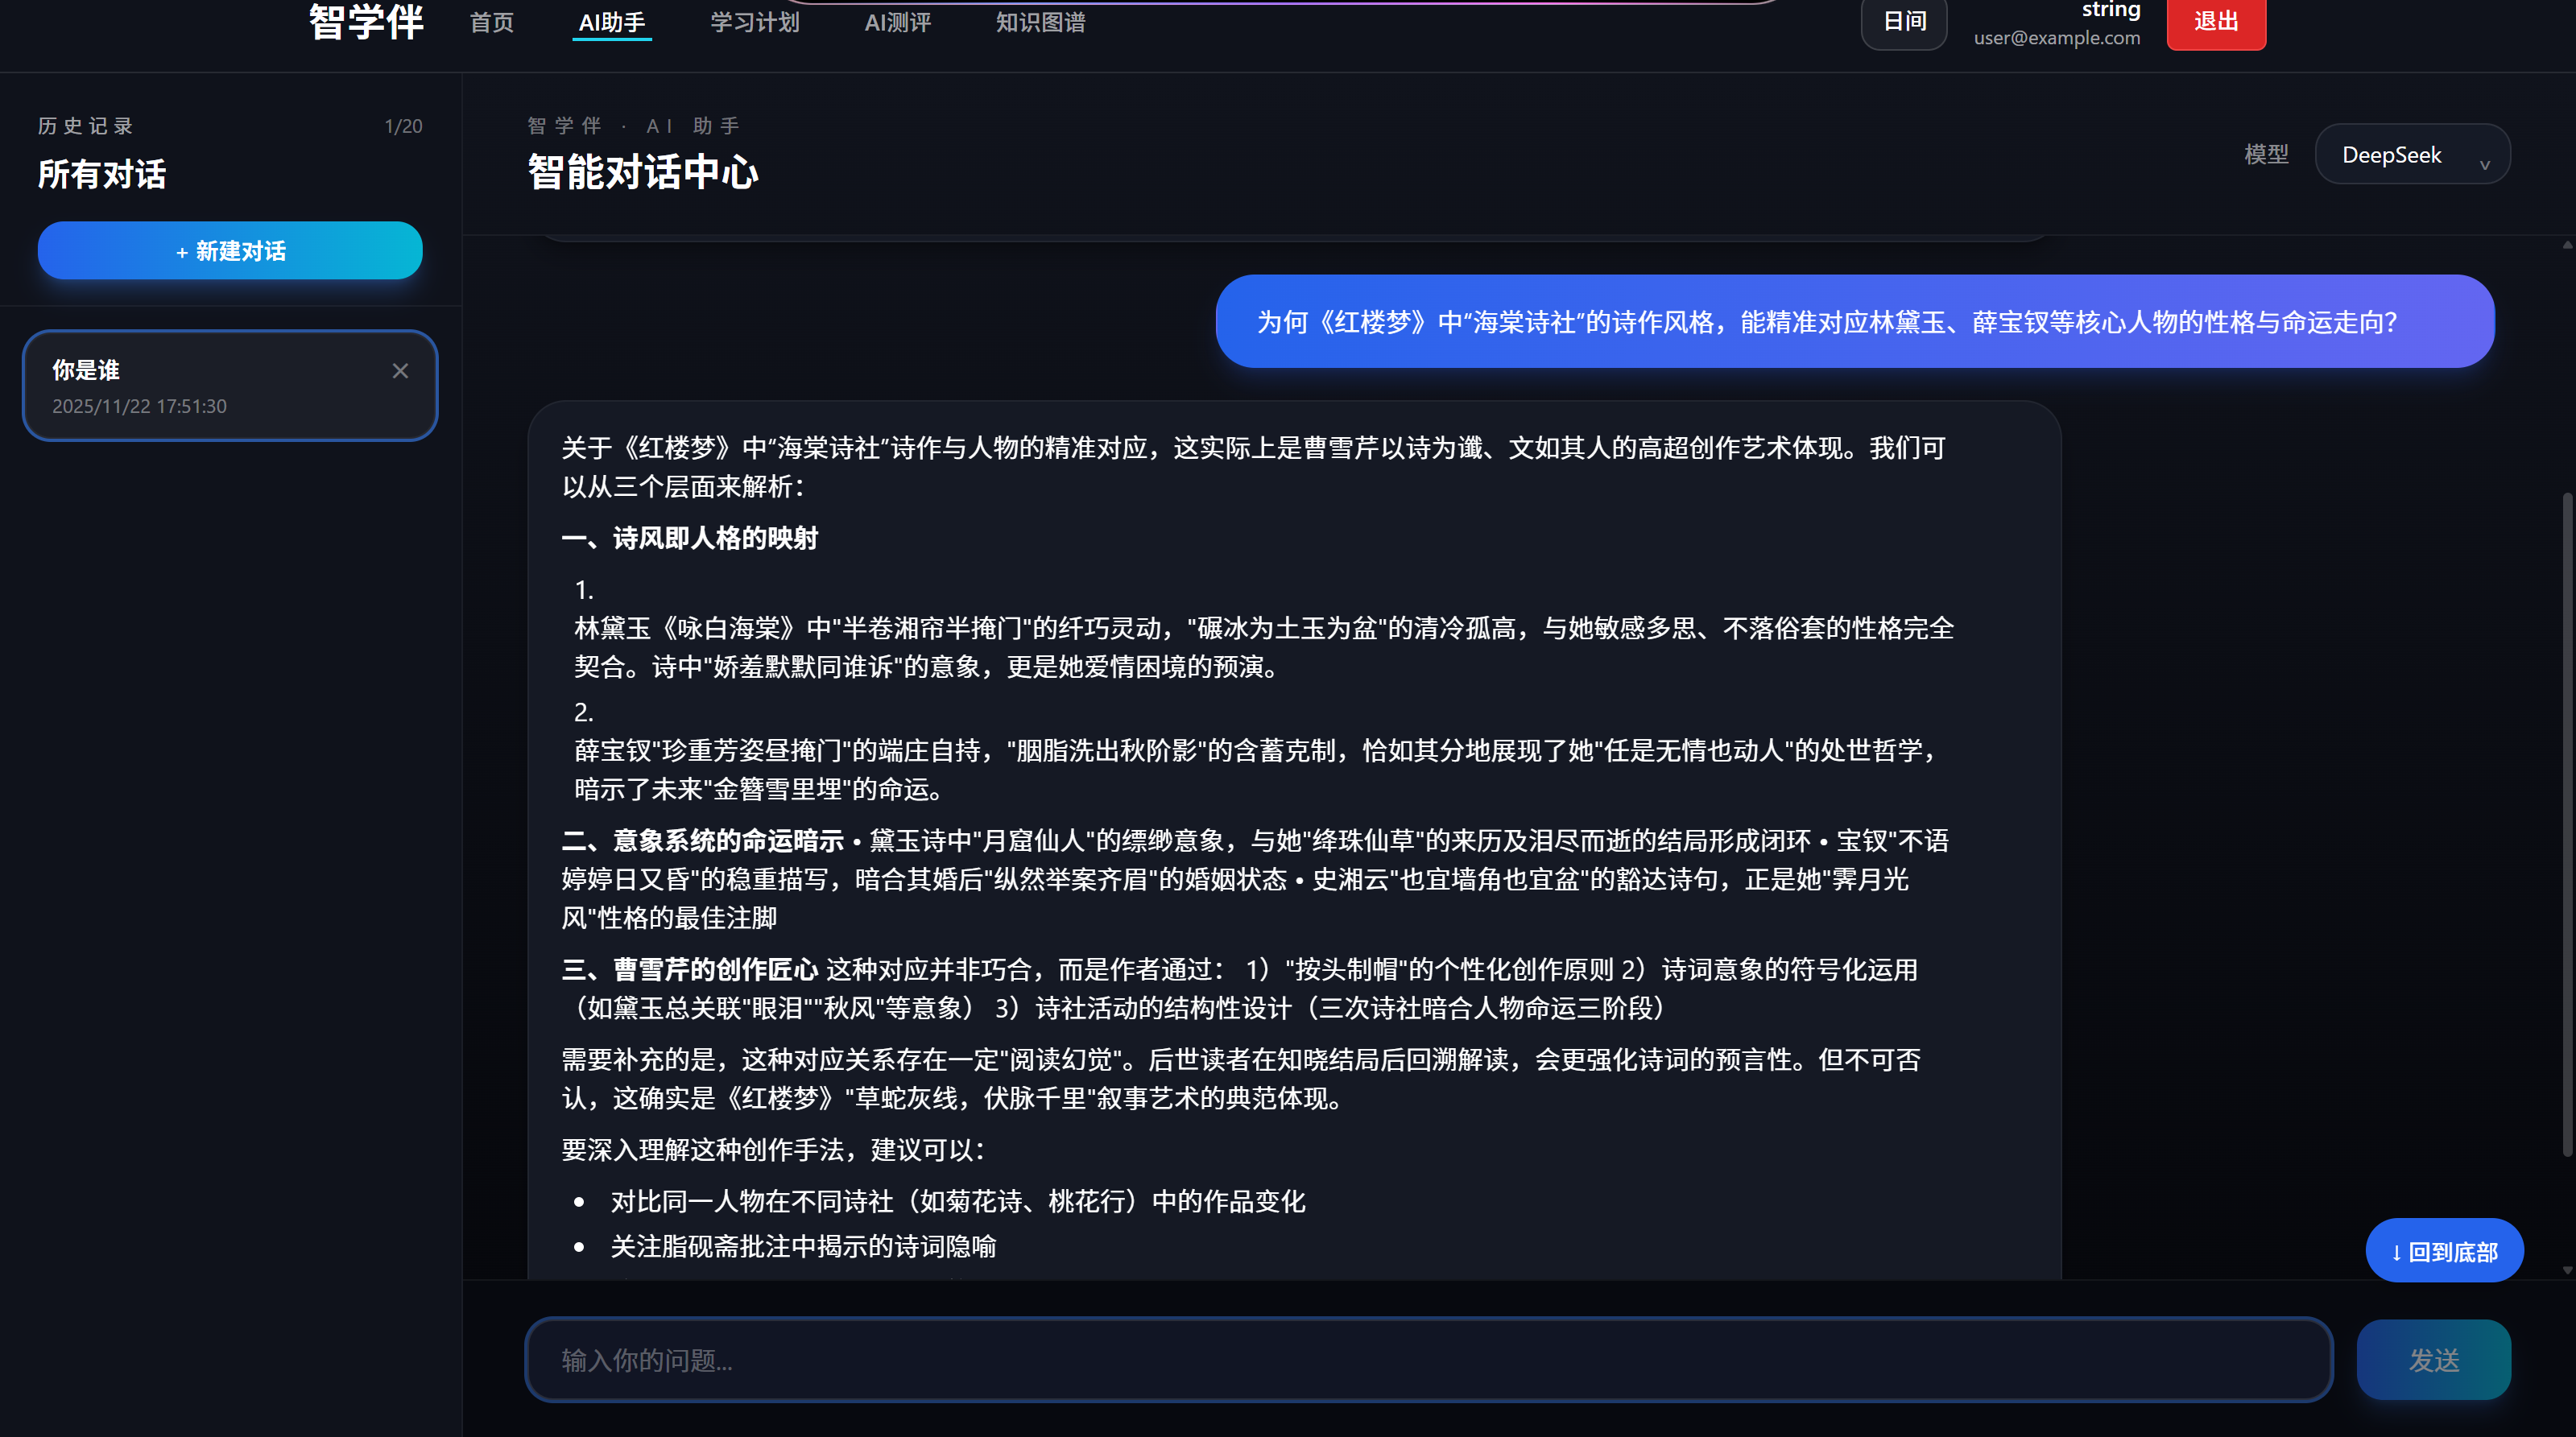 智学伴
首页
AI助手
学习计划
AI测评
知识图谱
日间
string
user@example.com
退出
历史记录
1/20
所有对话
+ 新建对话
你是谁
2025/11/22 17:51:30
智学伴 · AI 助手
智能对话中心
模型
DeepSeek
为何《红楼梦》中“海棠诗社”的诗作风格，能精准对应林黛玉、薛宝钗等核心人物的性格与命运走向？
关于《红楼梦》中“海棠诗社”诗作与人物的精准对应，这实际上是曹雪芹以诗为谶、文如其人的高超创作艺术体现。我们可
以从三个层面来解析：
一、诗风即人格的映射
1.
林黛玉《咏白海棠》中"半卷湘帘半掩门"的纤巧灵动，"碾冰为土玉为盆"的清冷孤高，与她敏感多思、不落俗套的性格完全
契合。诗中"娇羞默默同谁诉"的意象，更是她爱情困境的预演。
2.
薛宝钗"珍重芳姿昼掩门"的端庄自持，"胭脂洗出秋阶影"的含蓄克制，恰如其分地展现了她"任是无情也动人"的处世哲学，
暗示了未来"金簪雪里埋"的命运。
二、意象系统的命运暗示 • 黛玉诗中"月窟仙人"的缥缈意象，与她"绛珠仙草"的来历及泪尽而逝的结局形成闭环 • 宝钗"不语
婷婷日又昏"的稳重描写，暗合其婚后"纵然举案齐眉"的婚姻状态 • 史湘云"也宜墙角也宜盆"的豁达诗句，正是她"霁月光
风"性格的最佳注脚
三、曹雪芹的创作匠心 这种对应并非巧合，而是作者通过： 1）"按头制帽"的个性化创作原则 2）诗词意象的符号化运用
（如黛玉总关联"眼泪""秋风"等意象） 3）诗社活动的结构性设计（三次诗社暗合人物命运三阶段）
需要补充的是，这种对应关系存在一定"阅读幻觉"。后世读者在知晓结局后回溯解读，会更强化诗词的预言性。但不可否
认，这确实是《红楼梦》"草蛇灰线，伏脉千里"叙事艺术的典范体现。
要深入理解这种创作手法，建议可以：
• 对比同一人物在不同诗社（如菊花诗、桃花行）中的作品变化
• 关注脂砚斋批注中揭示的诗词隐喻
↓ 回到底部
输入你的问题...
发送